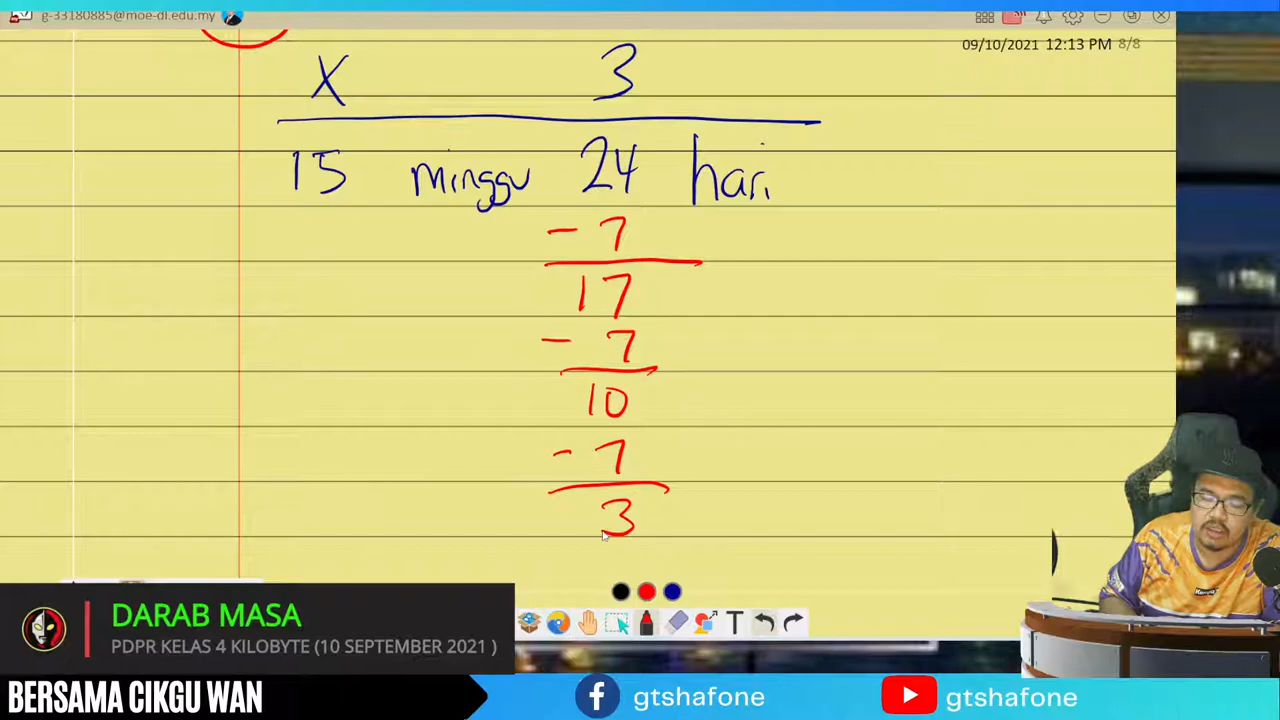 g-33180885@moe-dl.edu.my
09/10/2021 12:13 PM 8/8
X 3
15 minggu 24 hari
- 7
17
- 7
10
- 7
3
T
DARAB MASA
PDPR KELAS 4 KILOBYTE (10 SEPTEMBER 2021 )
BERSAMA CIKGU WAN
gtshafone
gtshafone